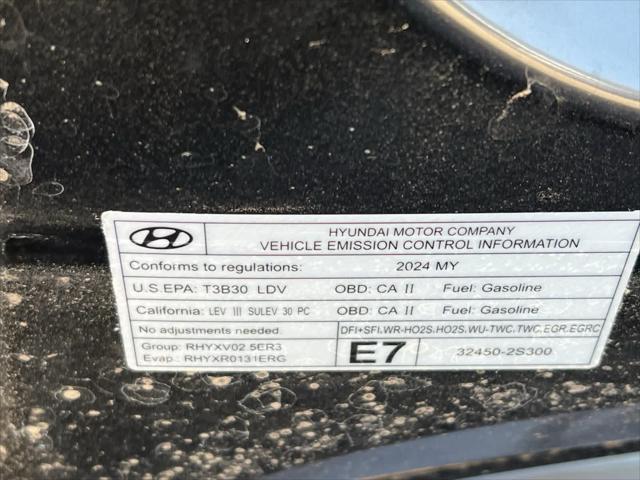 HYUNDAI MOTOR COMPANY
VEHICLE EMISSION CONTROL INFORMATION
Conforms to regulations: 2024 MY
U.S.EPA: T3B30 LDV OBD: CA II Fuel: Gasoline
California: LEV III SULEV 30 PC OBD: CA II Fuel: Gasoline
No adjustments needed. DFI+SFI,WR-HO2S,HO2S,WU-TWC,TWC,EGR,EGRC
Group: RHYXV02.5ER3
Evap.: RHYXR0131ERG
E7 32450-2S300